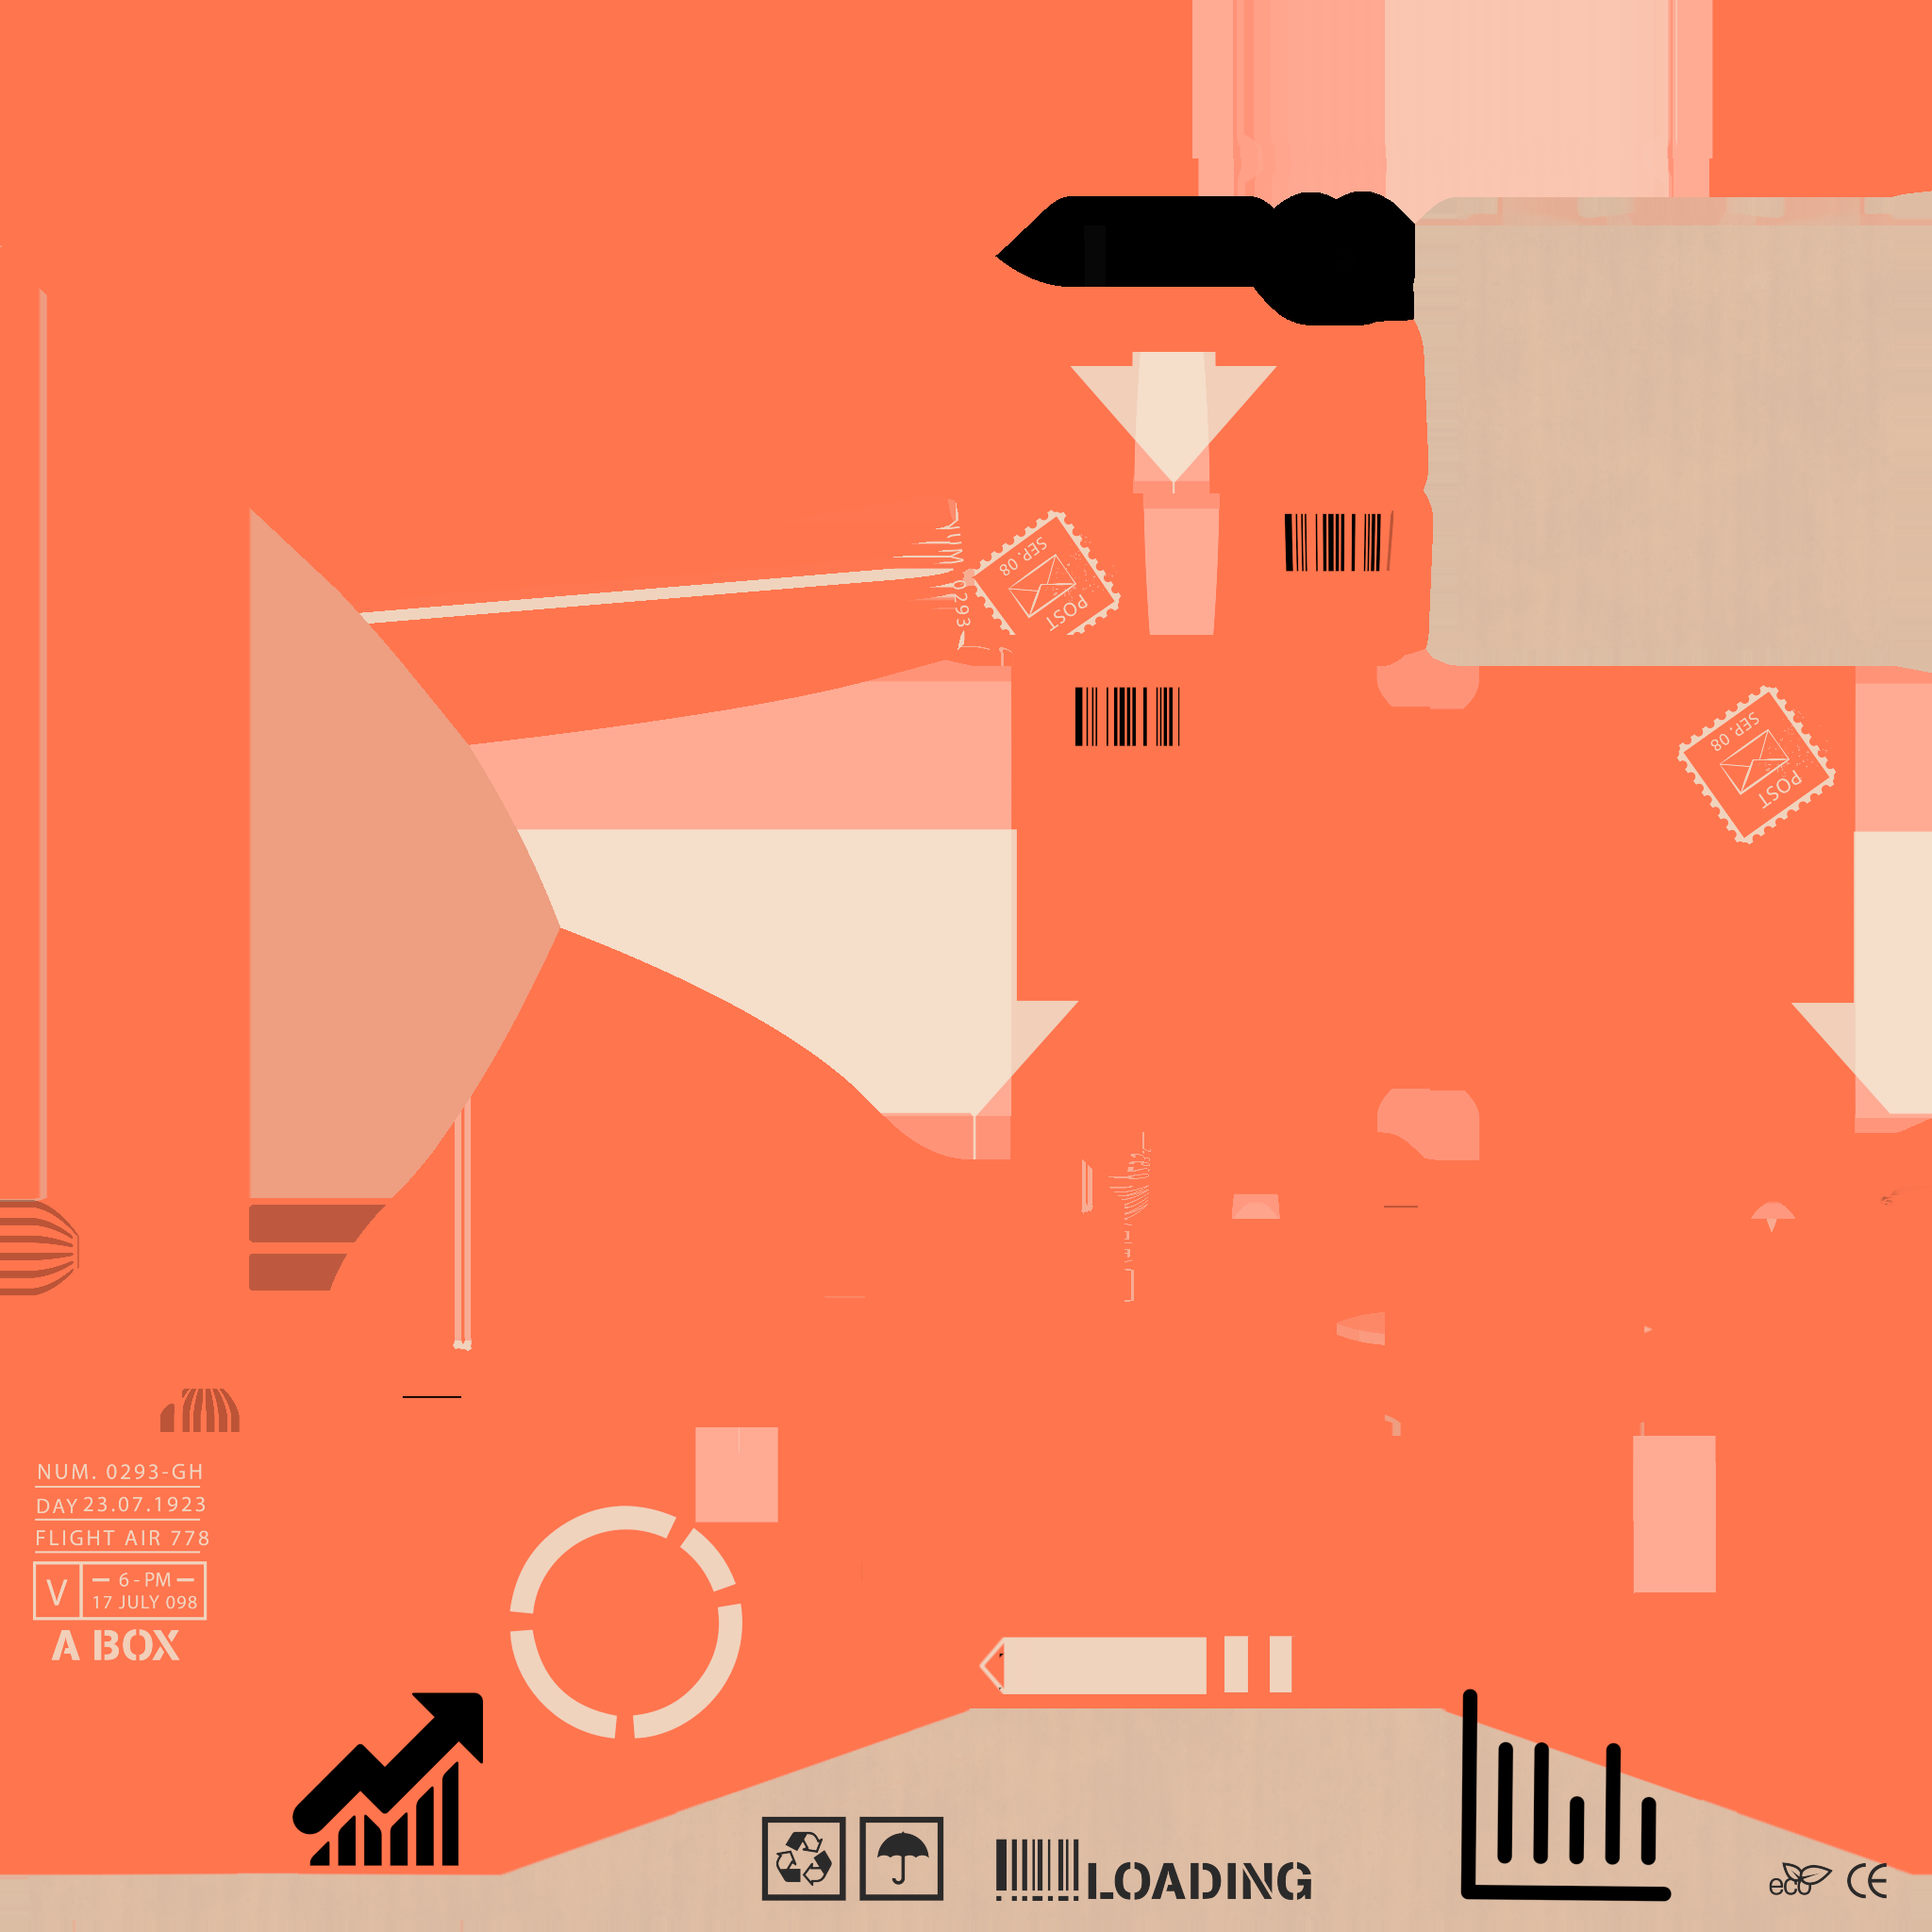 SEP. 08
POST
0293
SEP. 08
POST
NUM. 0293-GH
DAY 23.07.1923
FLIGHT AIR 778
V
6-PM
17 JULY 098
A BOX
LOADING
eco
CE